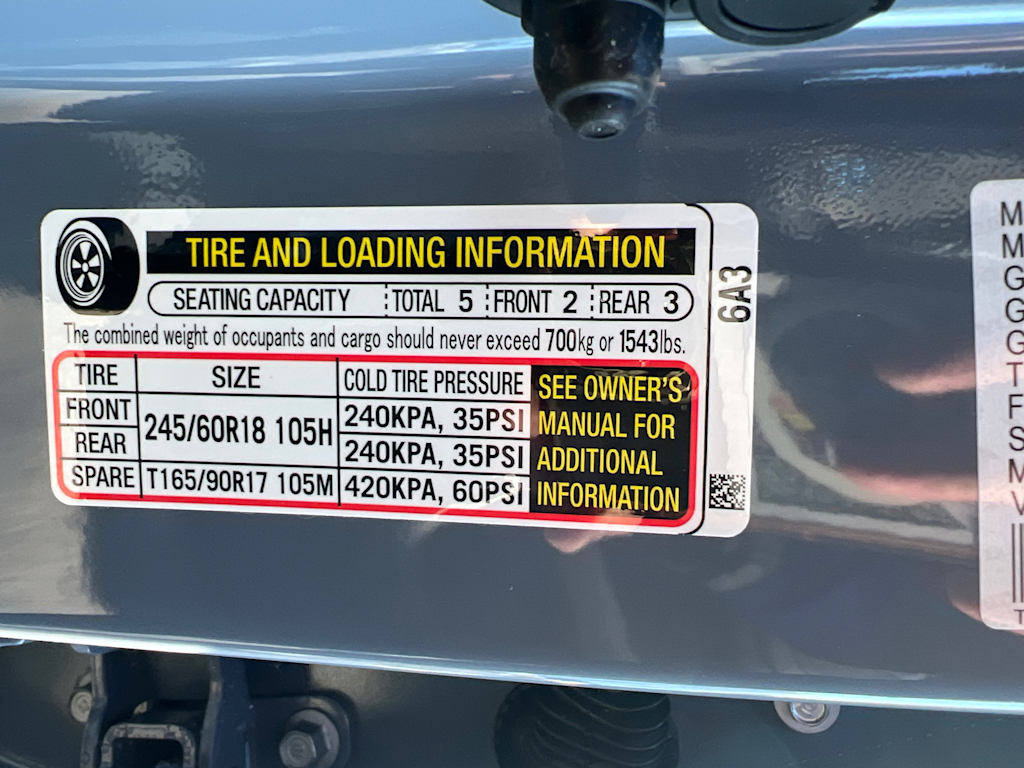 TIRE AND LOADING INFORMATION
SEATING CAPACITY TOTAL 5 FRONT 2 REAR 3
The combined weight of occupants and cargo should never exceed 700kg or 1543lbs.
TIRE SIZE COLD TIRE PRESSURE
FRONT 245/60R18 105H 240KPA, 35PSI
REAR 240KPA, 35PSI
SPARE T165/90R17 105M 420KPA, 60PSI
SEE OWNER'S
MANUAL FOR
ADDITIONAL
INFORMATION
6A3
M
M
G
G
G
T
F
S
M
V
T